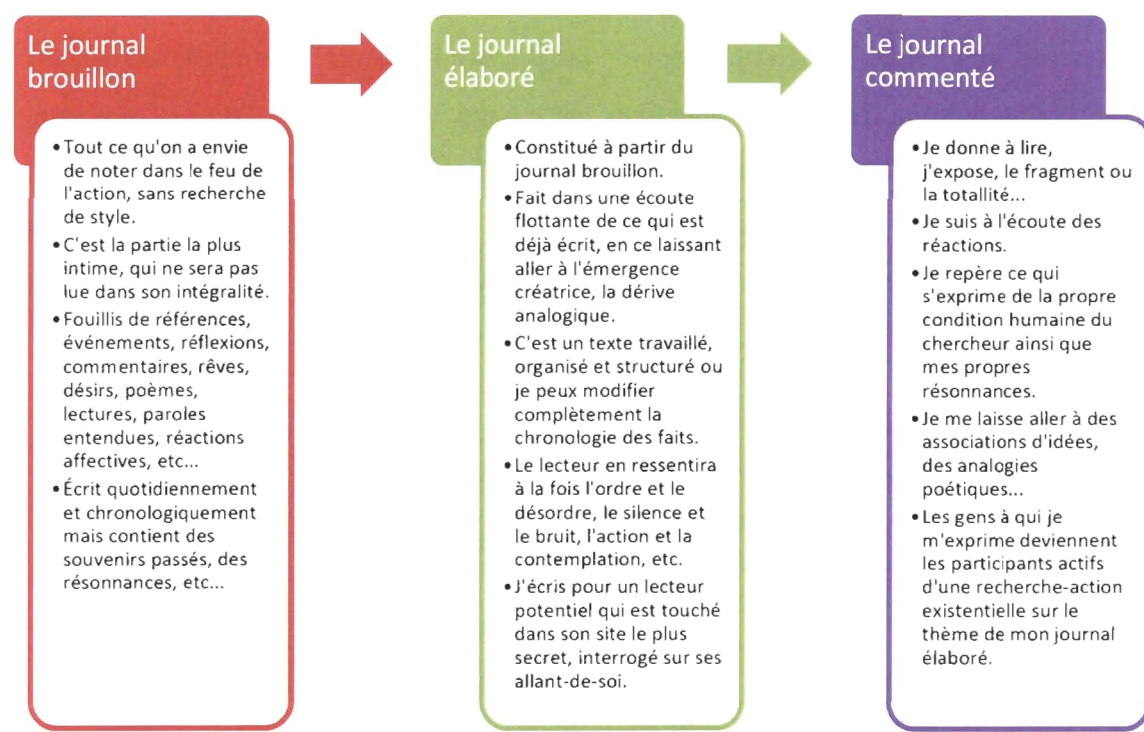 Le journal
brouillon
•Tout ce qu'on a envie
de noter dans le feu de
l'action, sans recherche
de style.
•C'est la partie la plus
intime, qui ne sera pas
lue dans son intégralité.
•Fouillis de références,
événements, réflexions,
commentaires, rêves,
désirs, poèmes,
lectures, paroles
entendues, réactions
affectives, etc...
•Écrit quotidiennement
et chronologiquement
mais contient des
souvenirs passés, des
résonnances, etc...
Le journal
élaboré
•Constitué à partir du
journal brouillon.
•Fait dans une écoute
flottante de ce qui est
déjà écrit, en ce laissant
aller à l'émergence
créatrice, la dérive
analogique.
•C'est un texte travaillé,
organisé et structuré ou
je peux modifier
complètement la
chronologie des faits.
•Le lecteur en ressentira
à la fois l'ordre et le
désordre, le silence et
le bruit, l'action et la
contemplation, etc.
•J'écris pour un lecteur
potentiel qui est touché
dans son site le plus
secret, interrogé sur ses
allant-de-soi.
Le journal
commenté
•Je donne à lire,
j'expose, le fragment ou
la totallité...
•Je suis à l'écoute des
réactions.
•Je repère ce qui
s'exprime de la propre
condition humaine du
chercheur ainsi que
mes propres
résonnances.
•Je me laisse aller à des
associations d'idées,
des analogies
poétiques...
•Les gens à qui je
m'exprime deviennent
les participants actifs
d'une recherche-action
existentielle sur le
thème de mon journal
élaboré.